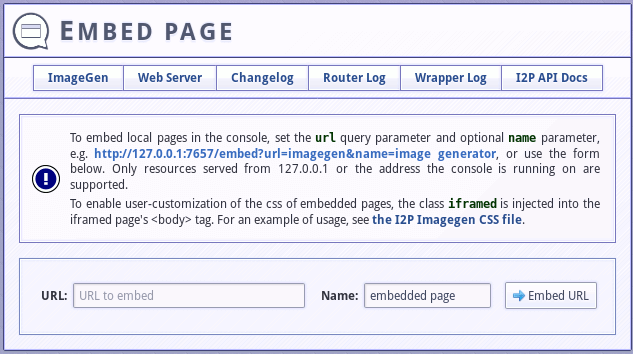 EMBED PAGE
ImageGen Web Server Changelog Router Log Wrapper Log I2P API Docs
To embed local pages in the console, set the url query parameter and optional name parameter,
e.g. http://127.0.0.1:7657/embed?url=imagegen&name=image generator, or use the form
below. Only resources served from 127.0.0.1 or the address the console is running on are
supported.
To enable user-customization of the css of embedded pages, the class iframed is injected into the
iframed page's <body> tag. For an example of usage, see the I2P Imagegen CSS file.
URL: URL to embed Name: embedded page Embed URL